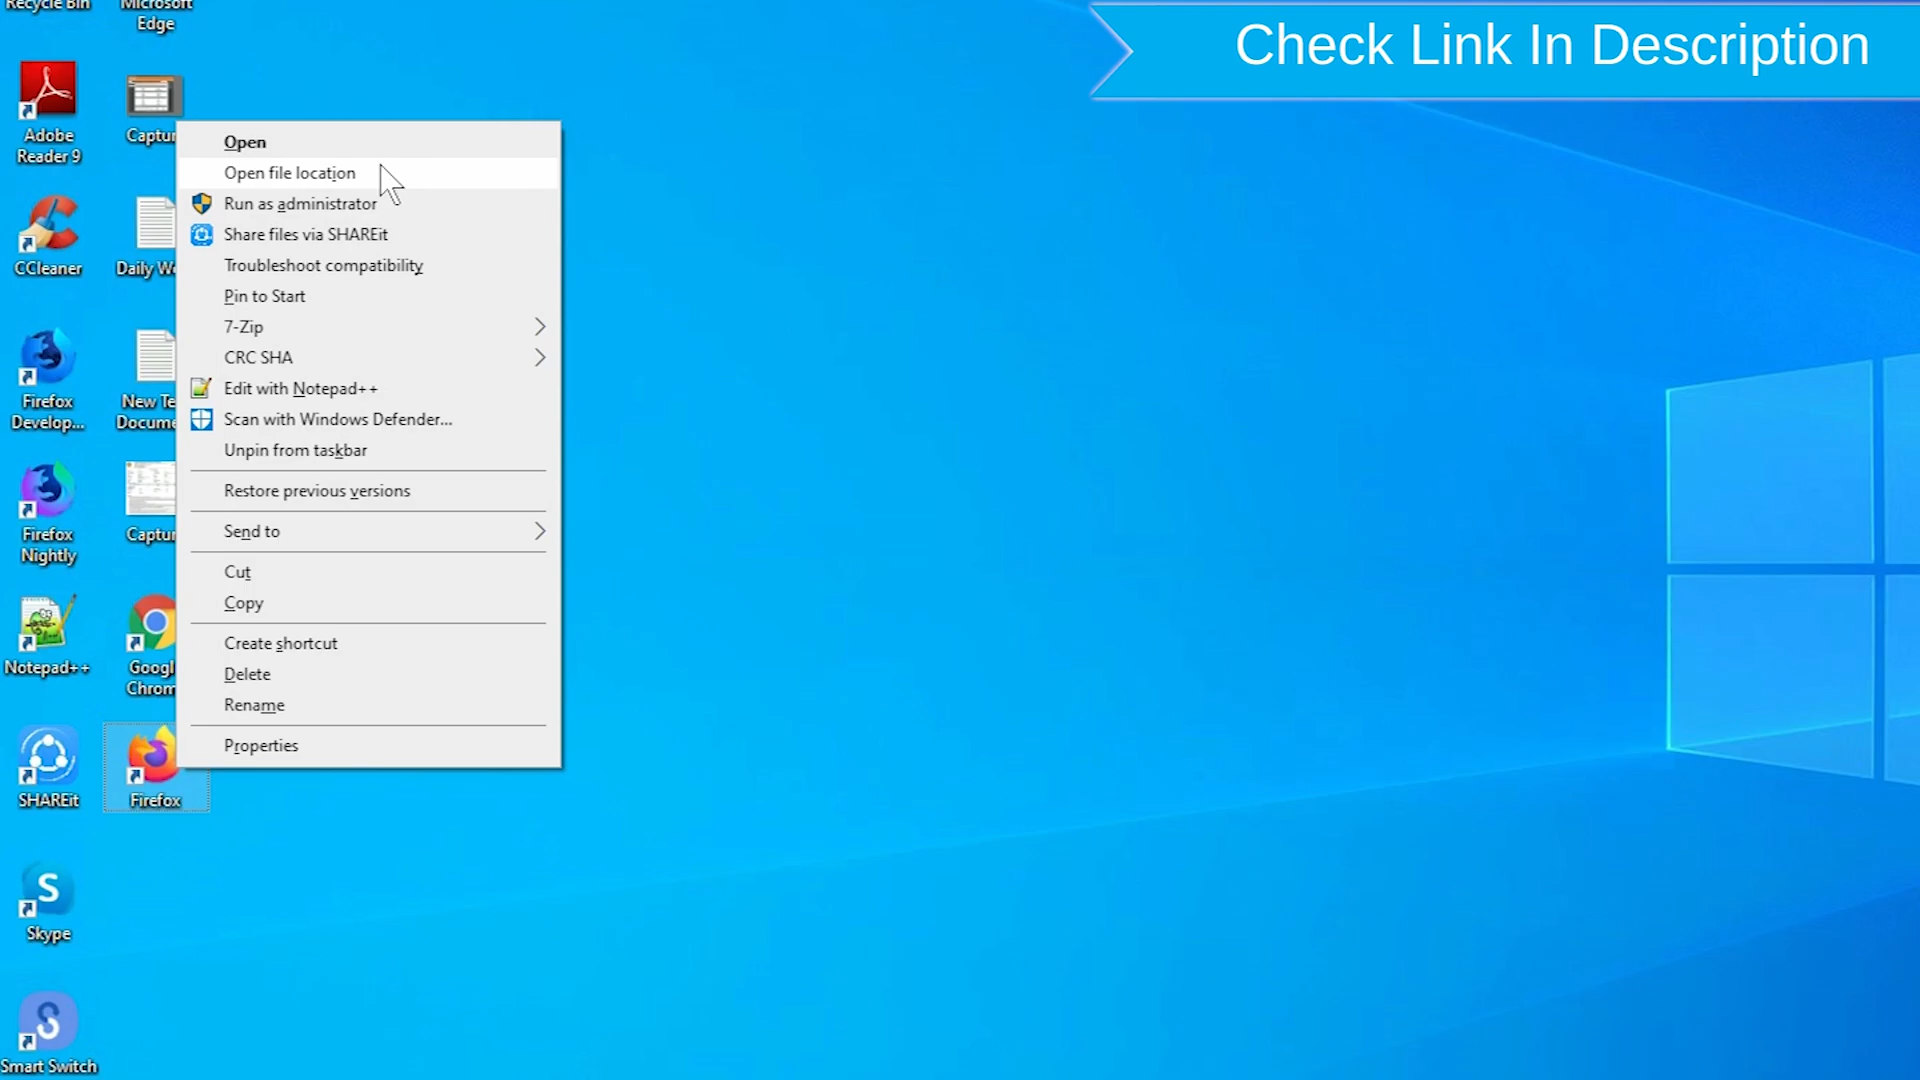 Recycle Bin
Microsoft
Edge
Check Link In Description
Adobe
Reader 9
Captur
CCleaner
Daily Wo
Firefox
Develop...
New Te
Docume
Firefox
Nightly
Captur
Notepad++
Googl
Chrom
SHAREit
Firefox
S
Skype
Smart Switch
Open
Open file location
Run as administrator
Share files via SHAREit
Troubleshoot compatibility
Pin to Start
7-Zip
CRC SHA
Edit with Notepad++
Scan with Windows Defender...
Unpin from taskbar
Restore previous versions
Send to
Cut
Copy
Create shortcut
Delete
Rename
Properties